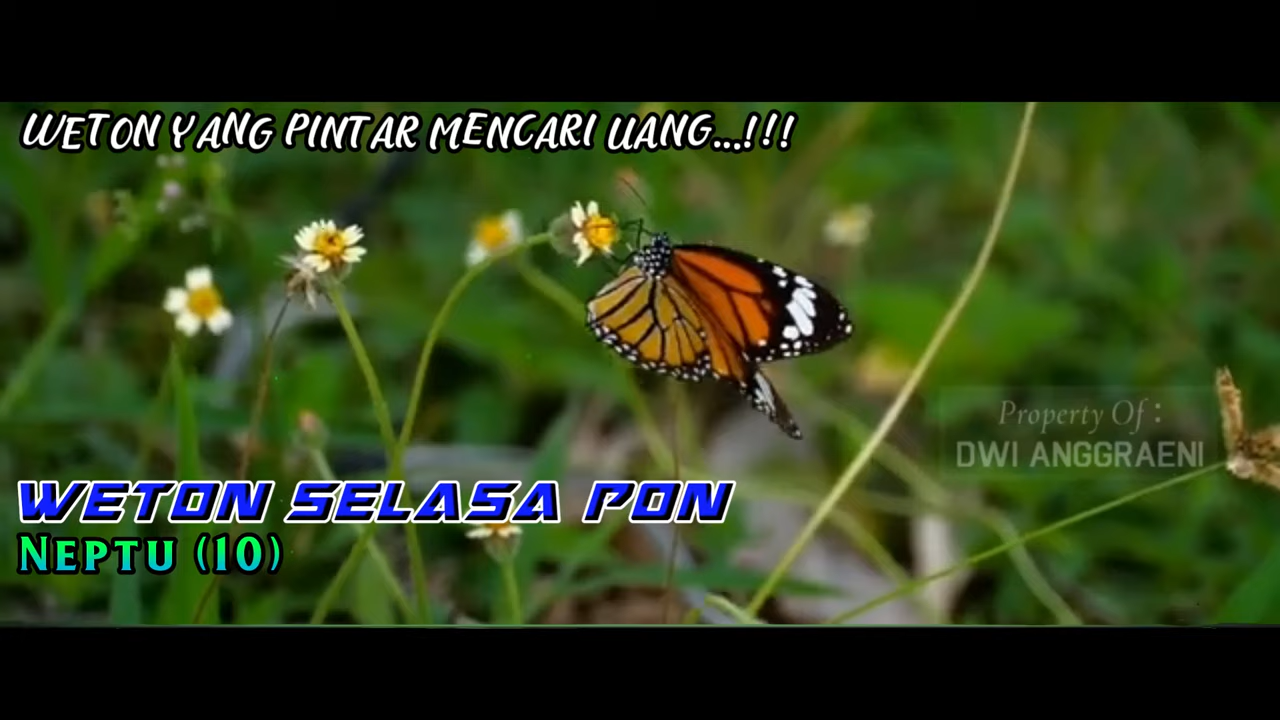 WETON YANG PINTAR MENCARI UANG...!!!
Property Of :
DWI ANGGRAENI
WETON SELASA PON
NEPTU (10)